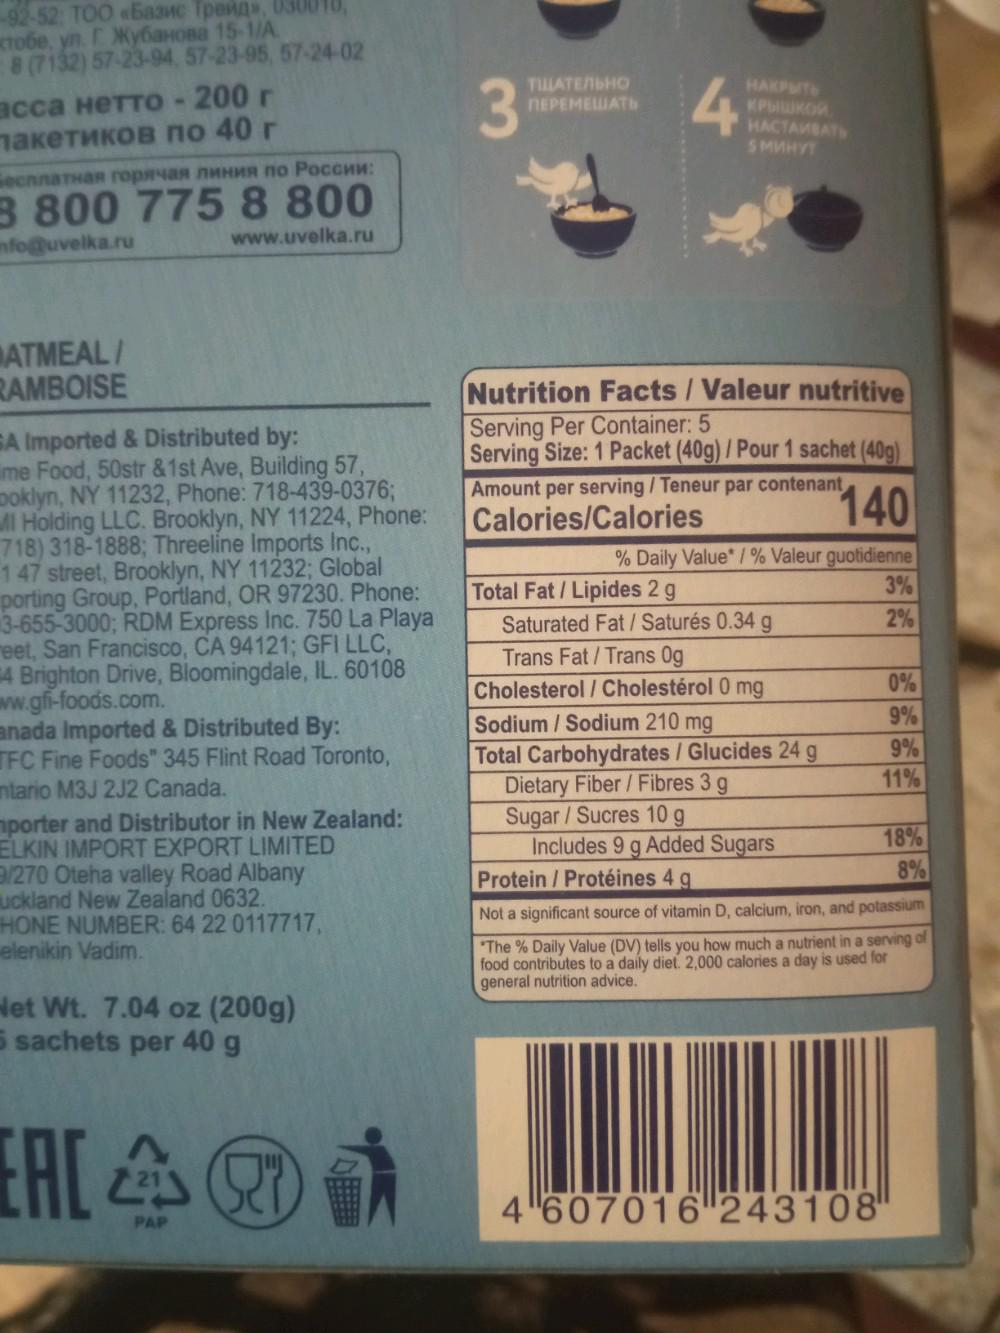 -92-52; ТОО «Базис Трейд», 030010,
ул. Г. Жубанова 15-1/А.
8 (7132) 57-23-94, 57-23-95, 57-24-02
асса нетто - 200 г
пакетиков по 40 г
Бесплатная горячая линия по России:
8 800 775 8 800
nfo@uvelka.ru www.uvelka.ru
3 ТЩАТЕЛЬНО
ПЕРЕМЕШАТЬ
4 НАКРЫТЬ
КРЫШКОЙ,
НАСТАИВАТЬ
5 МИНУТ
OATMEAL /
RAMBOISE
SA Imported & Distributed by:
ime Food, 50str &1st Ave, Building 57,
ooklyn, NY 11232, Phone: 718-439-0376;
MI Holding LLC. Brooklyn, NY 11224, Phone:
718) 318-1888; Threeline Imports Inc.,
1 47 street, Brooklyn, NY 11232; Global
porting Group, Portland, OR 97230. Phone:
3-655-3000; RDM Express Inc. 750 La Playa
reet, San Francisco, CA 94121; GFI LLC,
4 Brighton Drive, Bloomingdale, IL. 60108
ww.gfi-foods.com.
anada Imported & Distributed By:
TFC Fine Foods" 345 Flint Road Toronto,
ntario M3J 2J2 Canada.
mporter and Distributor in New Zealand:
ELKIN IMPORT EXPORT LIMITED
9/270 Oteha valley Road Albany
uckland New Zealand 0632.
HONE NUMBER: 64 22 0117717,
elenikin Vadim.
Net Wt. 7.04 oz (200g)
5 sachets per 40 g
EAC
21
PAP
Nutrition Facts / Valeur nutritive
Serving Per Container: 5
Serving Size: 1 Packet (40g) / Pour 1 sachet (40g)
Amount per serving / Teneur par contenant
Calories/Calories 140
% Daily Value* / % Valeur guotidienne
Total Fat / Lipides 2 g 3%
Saturated Fat / Saturés 0.34 g 2%
Trans Fat / Trans 0g
Cholesterol / Cholestérol 0 mg 0%
Sodium / Sodium 210 mg 9%
Total Carbohydrates / Glucides 24 g 9%
Dietary Fiber / Fibres 3 g 11%
Sugar / Sucres 10 g
Includes 9 g Added Sugars 18%
Protein / Protéines 4 g 8%
Not a significant source of vitamin D, calcium, iron, and potassium
*The % Daily Value (DV) tells you how much a nutrient in a serving of
food contributes to a daily diet. 2,000 calories a day is used for
general nutrition advice.
4 607016 243108